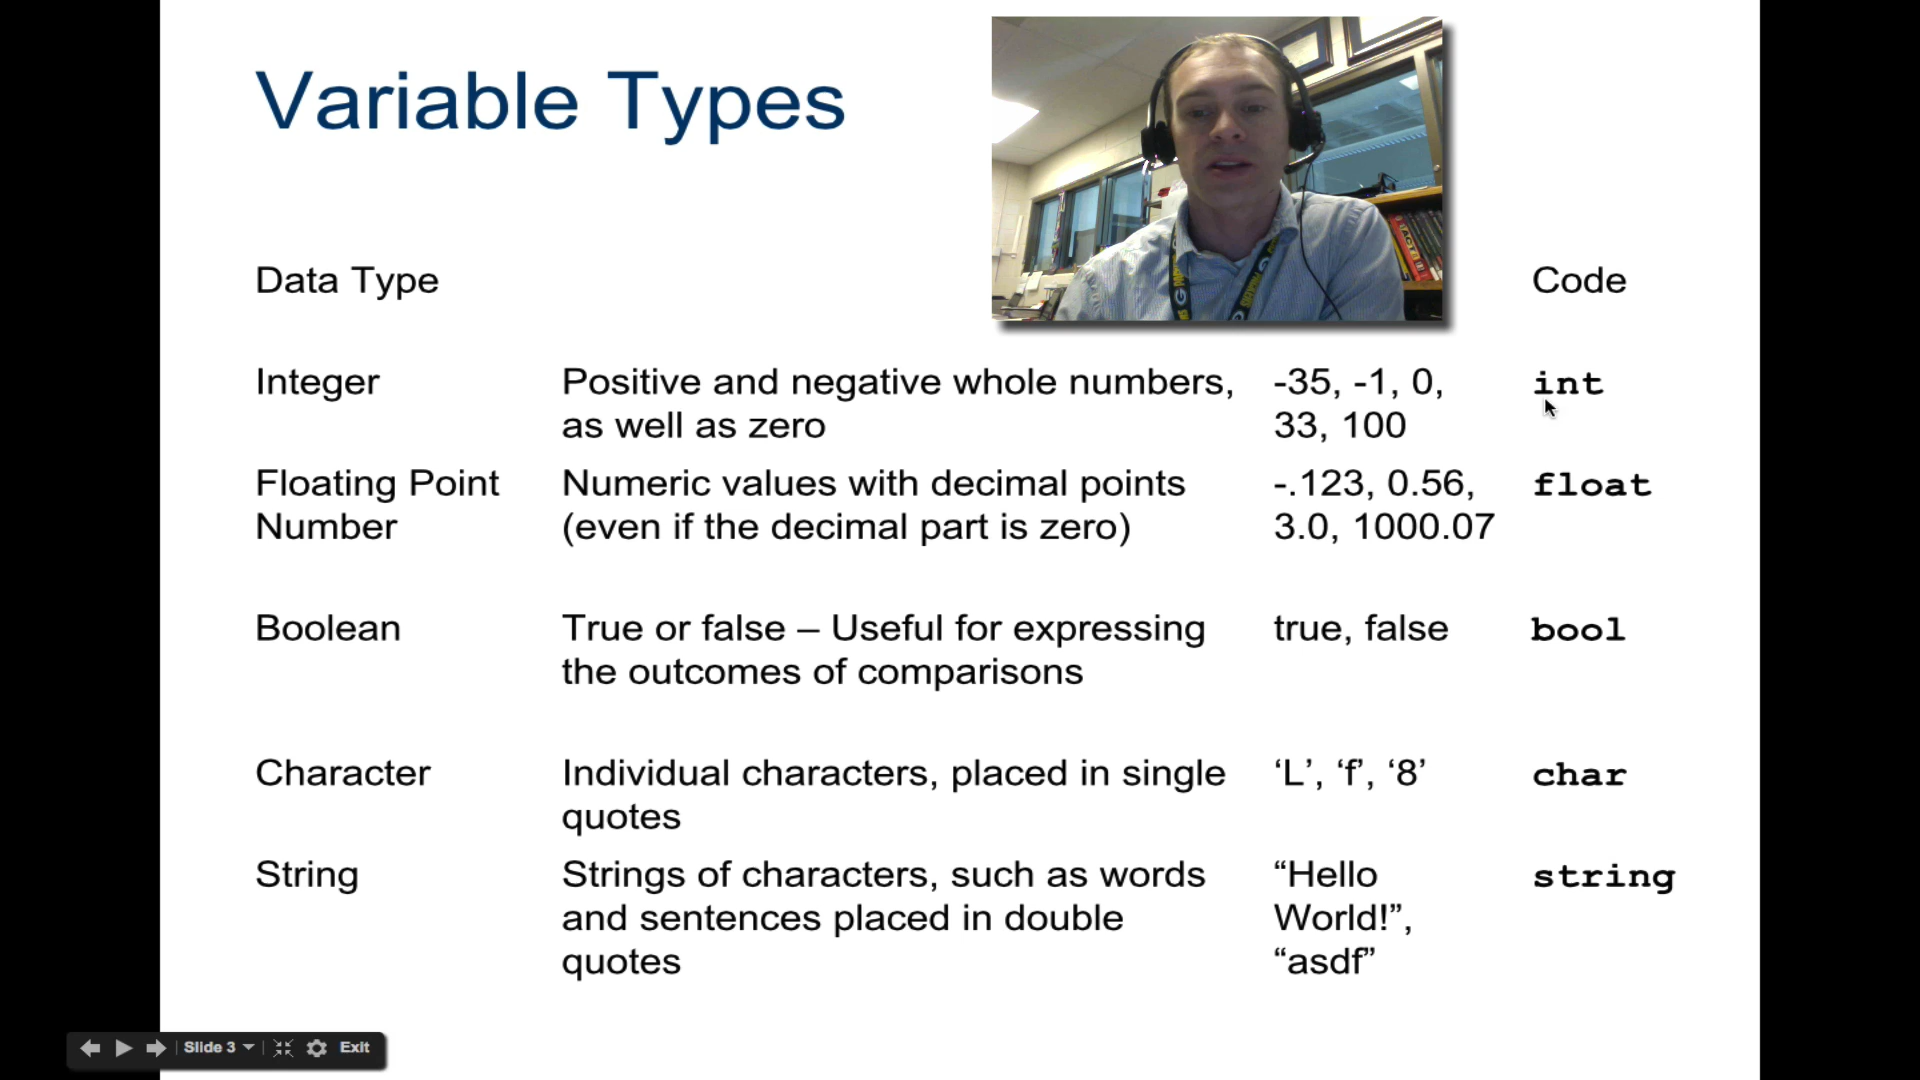 Variable Types
Data Type
Code
Integer
Positive and negative whole numbers,
as well as zero
-35, -1, 0,
33, 100
int
Floating Point
Number
Numeric values with decimal points
(even if the decimal part is zero)
-.123, 0.56,
3.0, 1000.07
float
Boolean
True or false – Useful for expressing
the outcomes of comparisons
true, false
bool
Character
Individual characters, placed in single
quotes
‘L’, ‘f’, ‘8’
char
String
Strings of characters, such as words
and sentences placed in double
quotes
“Hello
World!”,
“asdf”
string
Slide 3
Exit